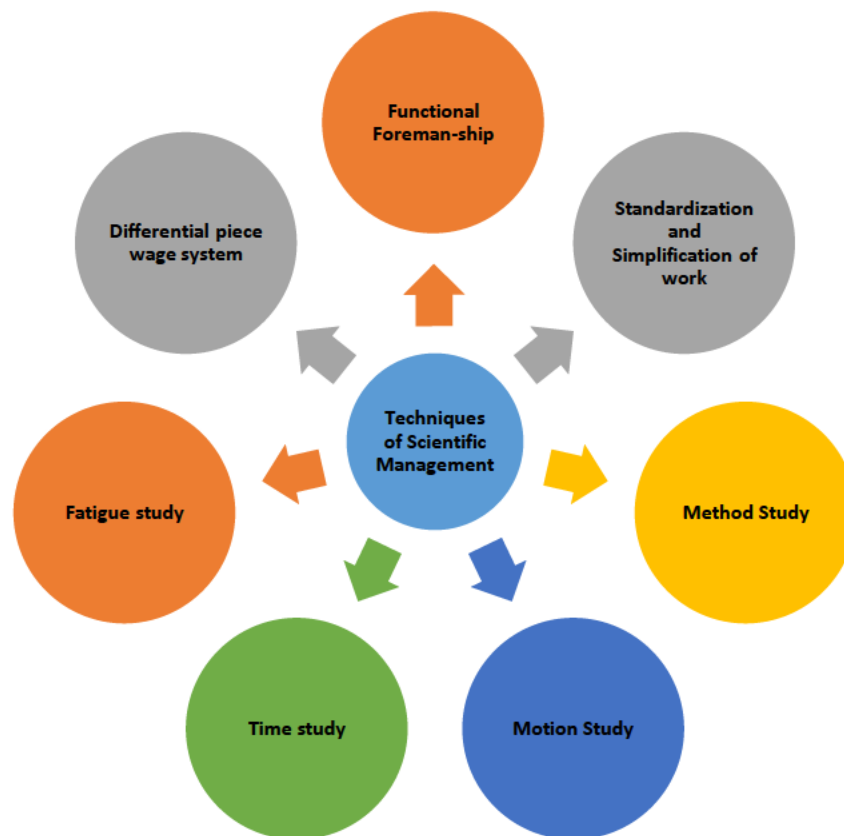 Functional
Foreman-ship
Differential piece
wage system
Standardization
and
Simplification of
work
Techniques
of Scientific
Management
Fatigue study
Method Study
Time study
Motion Study